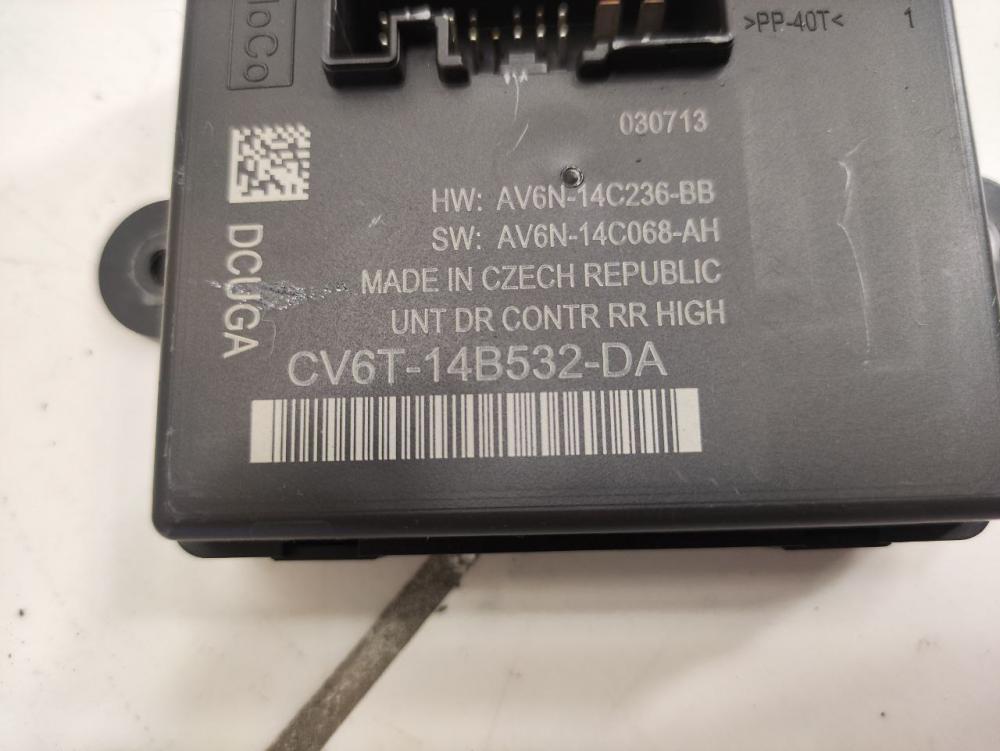 loCo
>PP-40T< 1
030713
HW: AV6N-14C236-BB
SW: AV6N-14C068-AH
MADE IN CZECH REPUBLIC
UNT DR CONTR RR HIGH
DCUGA
CV6T-14B532-DA